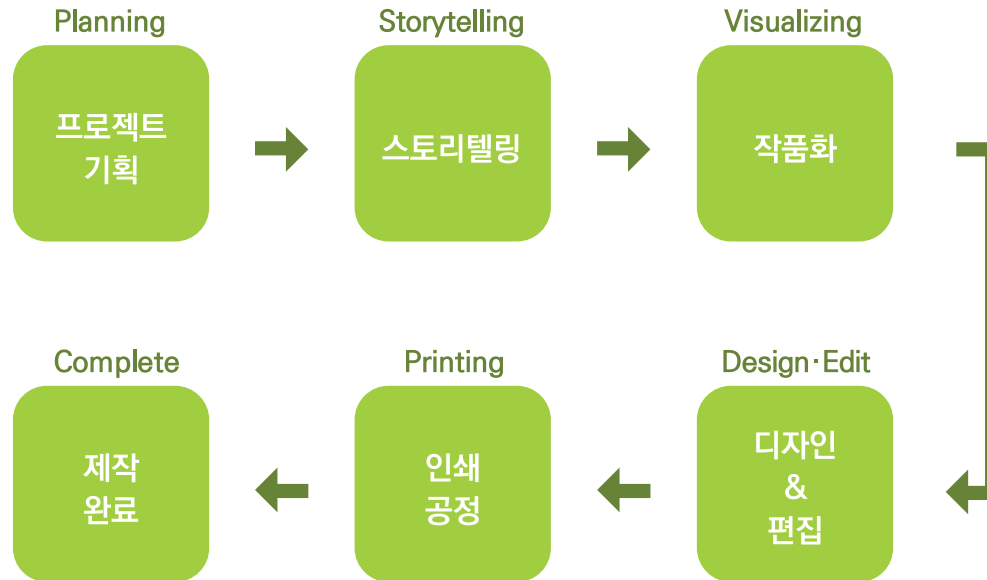 Planning
프로젝트
기획
Storytelling
스토리텔링
Visualizing
작품화
Design·Edit
디자인
&
편집
Printing
인쇄
공정
Complete
제작
완료